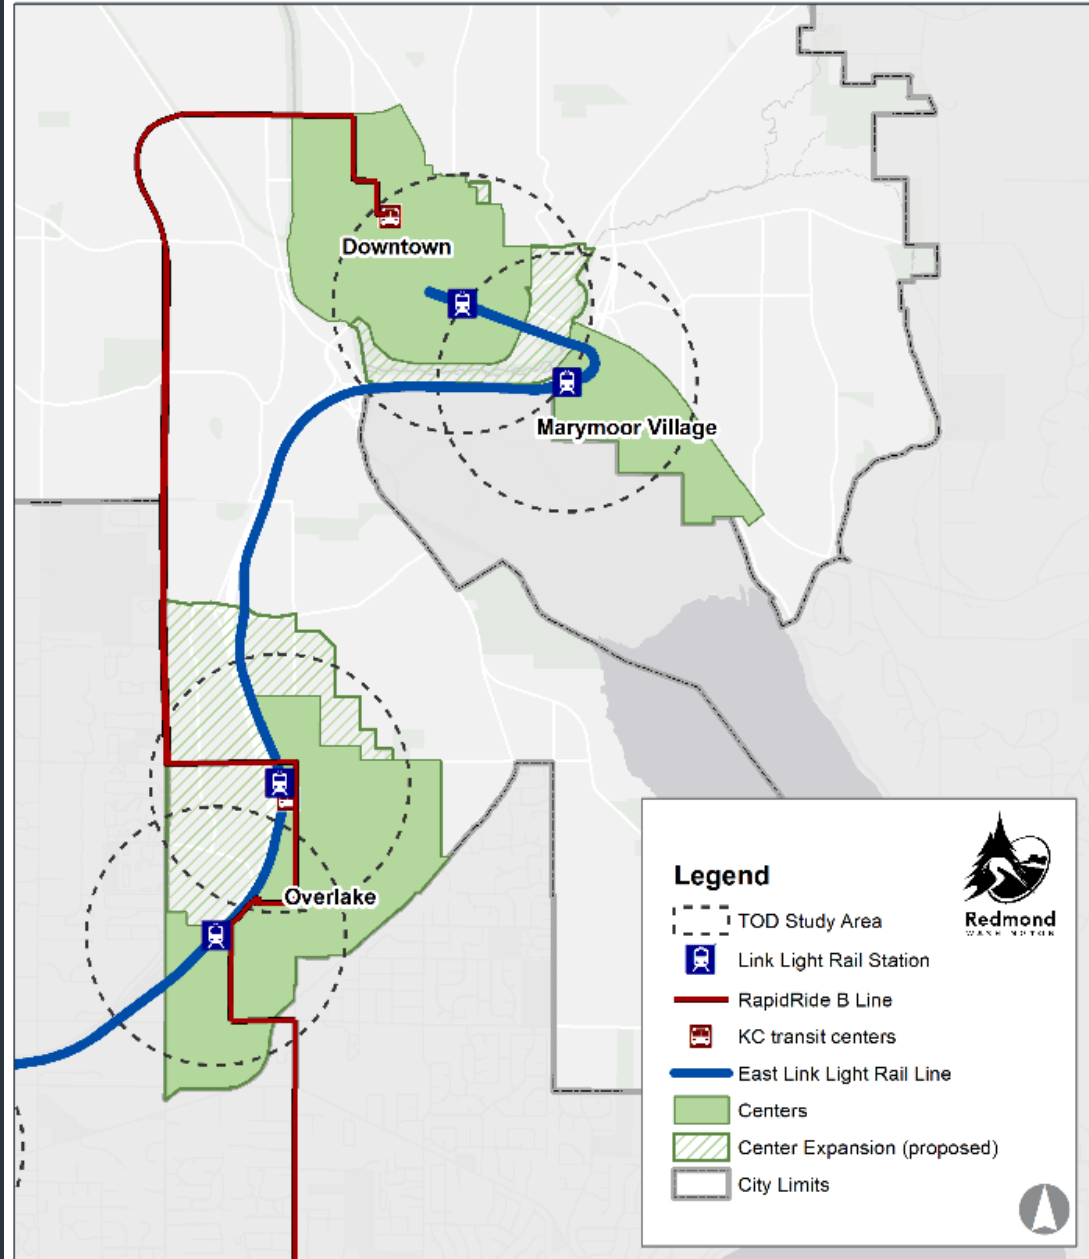 Downtown
Marymoor Village
Overlake
Legend
TOD Study Area
Link Light Rail Station
RapidRide B Line
KC transit centers
East Link Light Rail Line
Centers
Center Expansion (proposed)
City Limits
Redmond
WASHINGTON